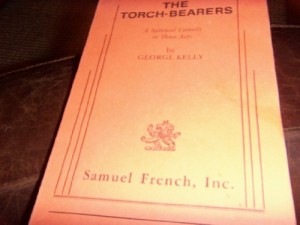 THE
TORCH-BEARERS
A Satirical Comedy
in Three Acts
by
GEORGE KELLY
Samuel French, Inc.